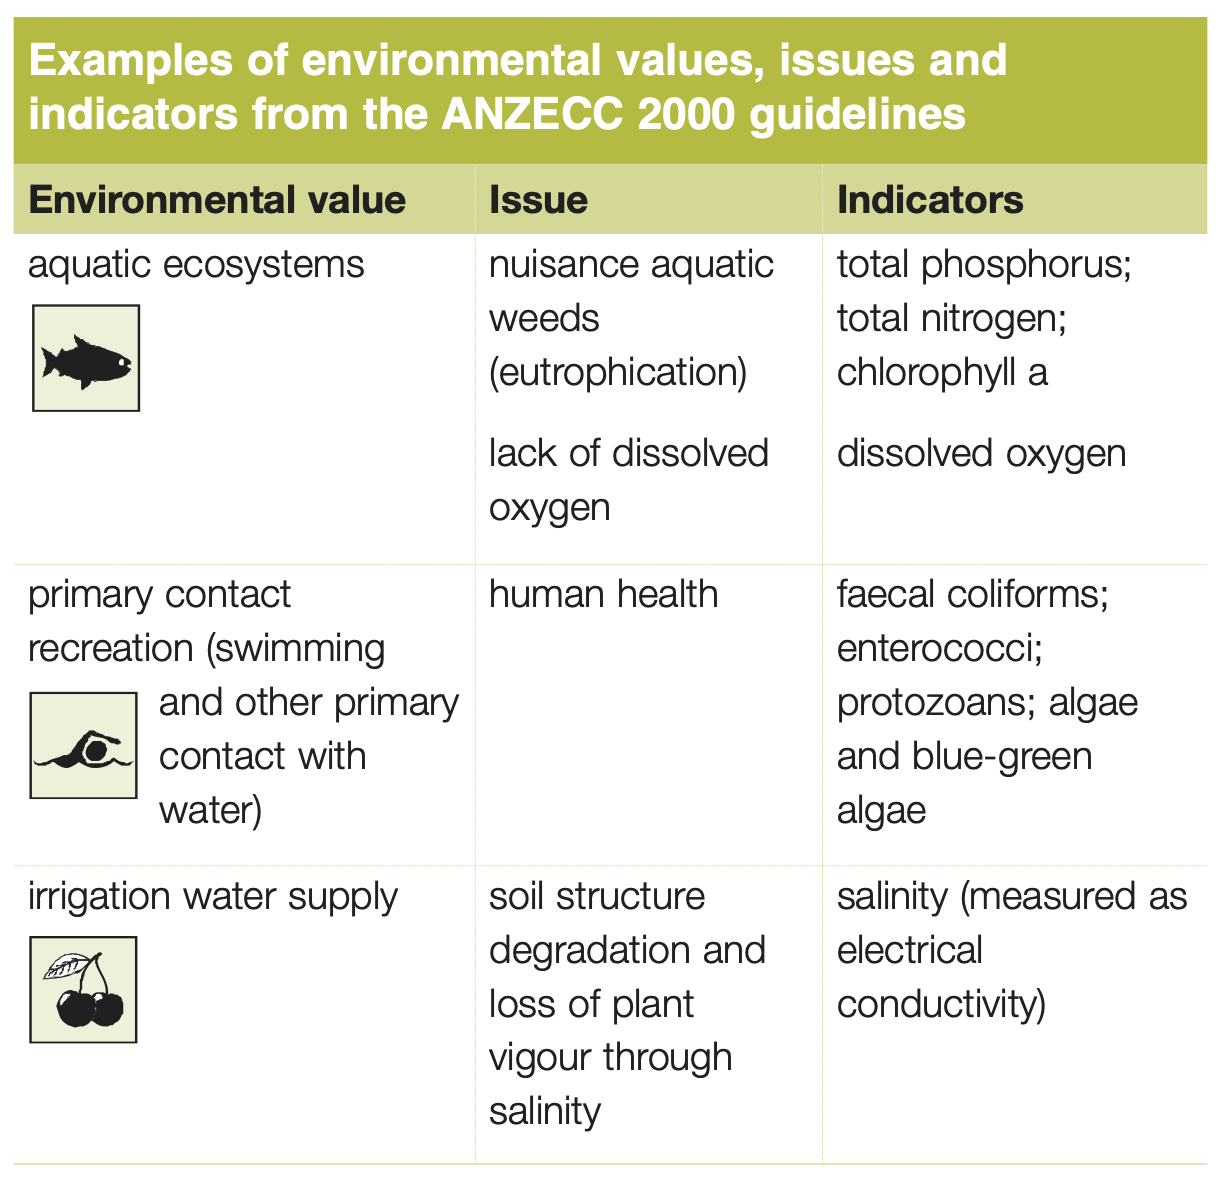 Examples of environmental values, issues and
indicators from the ANZECC 2000 guidelines
Environmental value
Issue
Indicators
aquatic ecosystems
nuisance aquatic
weeds
(eutrophication)
total phosphorus;
total nitrogen;
chlorophyll a
lack of dissolved
oxygen
dissolved oxygen
primary contact
recreation (swimming
and other primary
contact with
water)
human health
faecal coliforms;
enterococci;
protozoans; algae
and blue-green
algae
irrigation water supply
soil structure
degradation and
loss of plant
vigour through
salinity
salinity (measured as
electrical
conductivity)